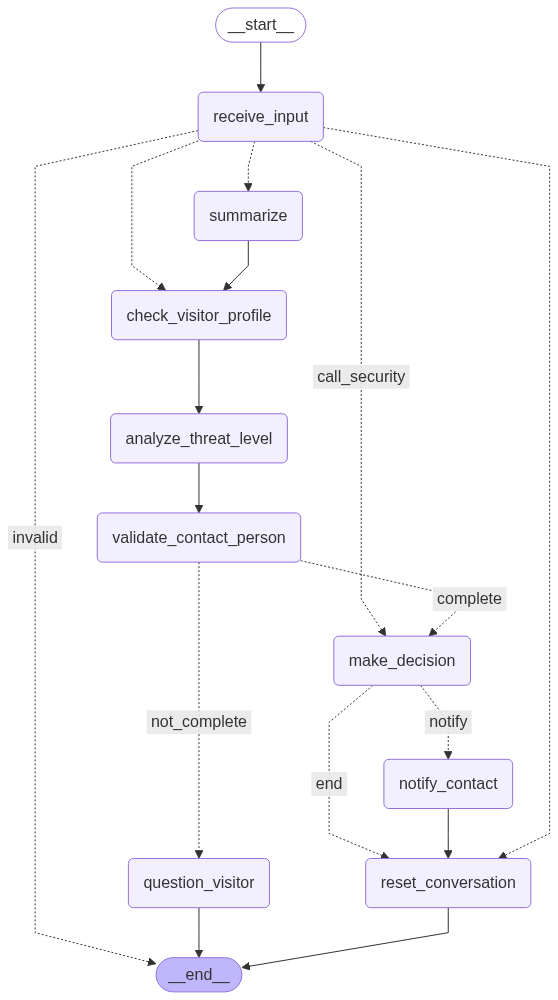 __start__
receive_input
summarize
check_visitor_profile
call_security
analyze_threat_level
invalid
validate_contact_person
complete
make_decision
not_complete
notify
end
notify_contact
question_visitor
reset_conversation
__end__